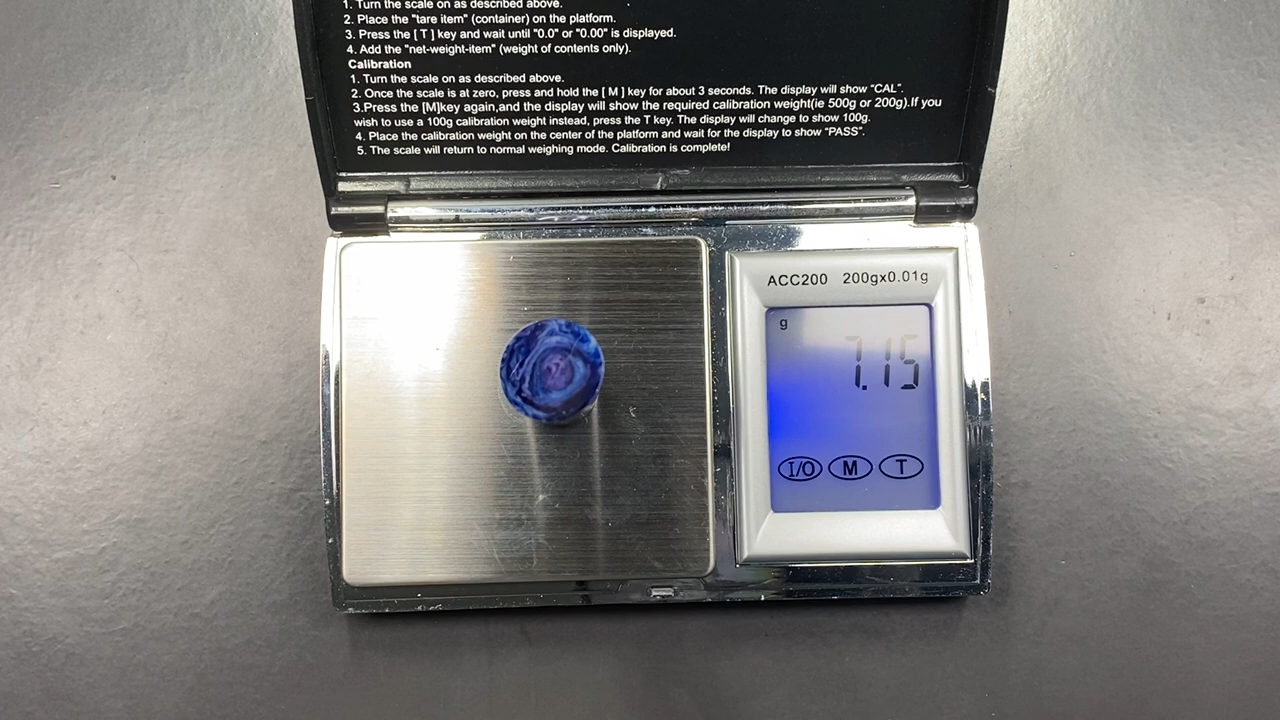 1. Turn the scale on as described above.
2. Place the "tare item" (container) on the platform.
3. Press the [ T ] key and wait until "0.0" or "0.00" is displayed.
4. Add the "net-weight-item" (weight of contents only).
Calibration
1. Turn the scale on as described above.
2. Once the scale is at zero, press and hold the [ M ] key for about 3 seconds. The display will show “CAL”.
3.Press the [M]key again,and the display will show the required calibration weight(ie 500g or 200g).If you
wish to use a 100g calibration weight instead, press the T key. The display will change to show 100g.
4. Place the calibration weight on the center of the platform and wait for the display to show “PASS”.
5. The scale will return to normal weighing mode. Calibration is complete!
ACC200 200gx0.01g
g
7.15
I/O M T